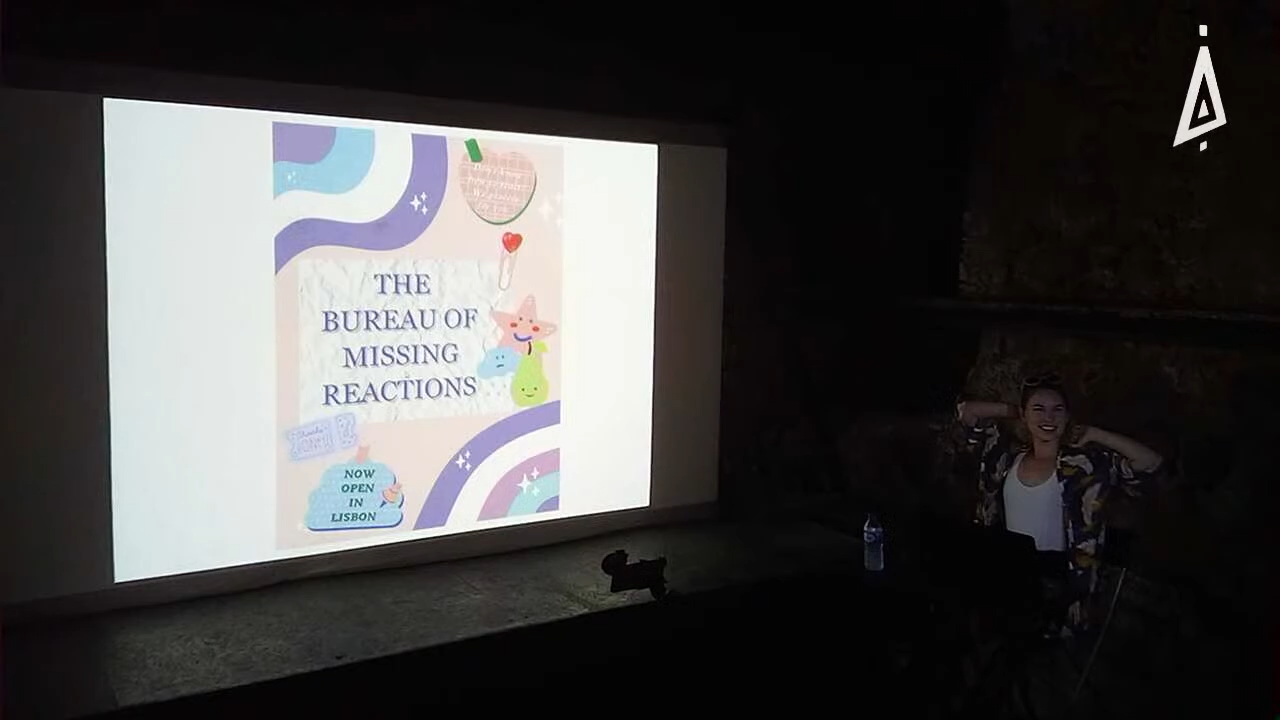 THE
BUREAU OF
MISSING
REACTIONS
NOW
OPEN
IN
LISBON